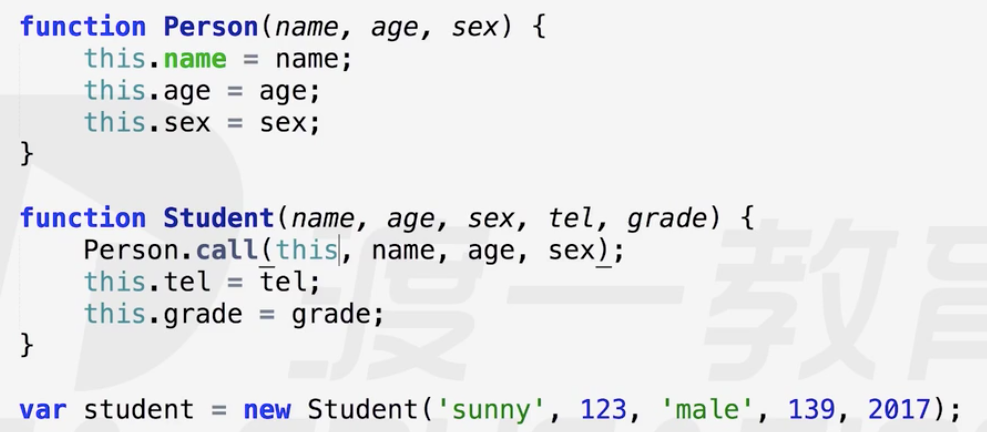 function Person(name, age, sex) {
    this.name = name;
    this.age = age;
    this.sex = sex;
}
function Student(name, age, sex, tel, grade) {
    Person.call(this, name, age, sex);
    this.tel = tel;
    this.grade = grade;
}
var student = new Student('sunny', 123, 'male', 139, 2017);
渡一教育